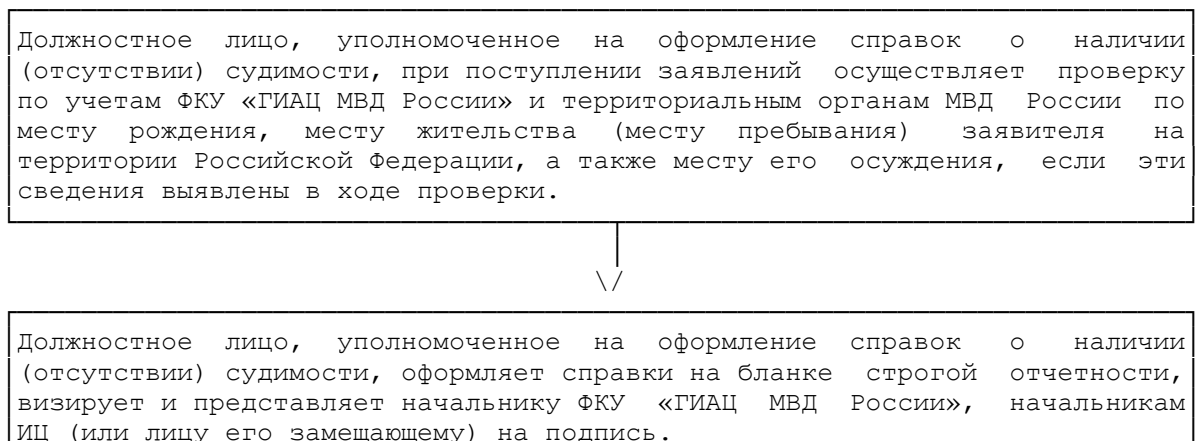 Должностное лицо, уполномоченное на оформление справок о наличии
(отсутствии) судимости, при поступлении заявлений осуществляет проверку
по учетам ФКУ «ГИАЦ МВД России» и территориальным органам МВД России по
месту рождения, месту жительства (месту пребывания) заявителя на
территории Российской Федерации, а также месту его осуждения, если эти
сведения выявлены в ходе проверки.
Должностное лицо, уполномоченное на оформление справок о наличии
(отсутствии) судимости, оформляет справки на бланке строгой отчетности,
визирует и представляет начальнику ФКУ «ГИАЦ МВД России», начальникам
ИЦ (или лицу его замещающему) на подпись.